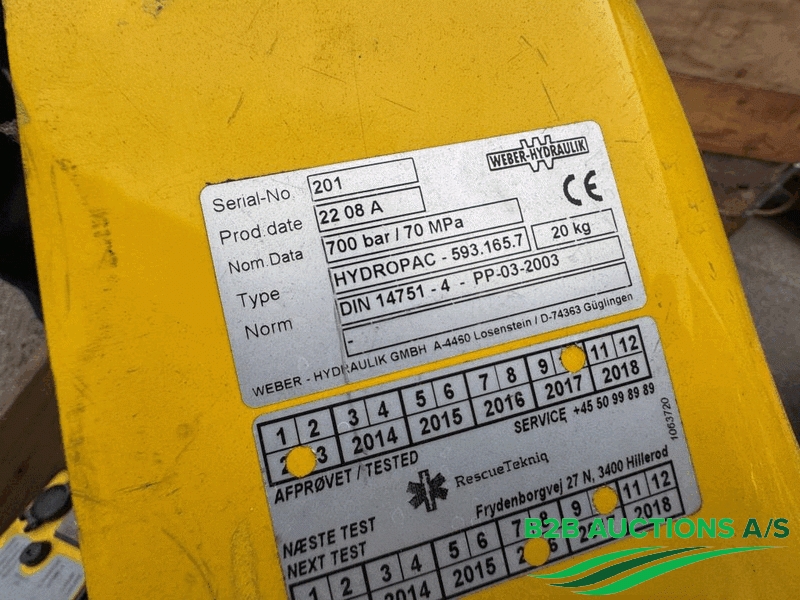 WEBER-HYDRAULIK
CE
Serial-No 201
Prod.date 22 08 A
Nom.Data 700 bar / 70 MPa
Type HYDROPAC - 593.165.7 20 kg
Norm DIN 14751 - 4 - PP-03-2003
-
WEBER - HYDRAULIK GMBH A-4460 Losenstein / D-74363 Güglingen
1 2 3 4 5 6 7 8 9 11 12
2 3 2014 2015 2016 2017 2018
AFPRØVET / TESTED SERVICE +45 50 99 89 89
RescueTekniq
Frydenborgvej 27 N, 3400 Hillerod
1063720
NÆSTE TEST
NEXT TEST
1 2 3 4 5 6 7 8 9 11 12
2014 2015 2018
B2B AUCTIONS A/S